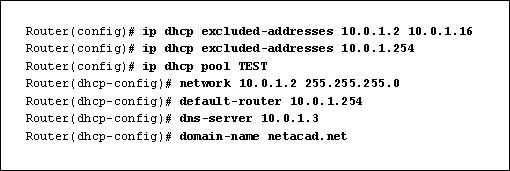 Router(config)# ip dhcp excluded-addresses 10.0.1.2 10.0.1.16
Router(config)# ip dhcp excluded-addresses 10.0.1.254
Router(config)# ip dhcp pool TEST
Router(dhcp-config)# network 10.0.1.2 255.255.255.0
Router(dhcp-config)# default-router 10.0.1.254
Router(dhcp-config)# dns-server 10.0.1.3
Router(dhcp-config)# domain-name netacad.net